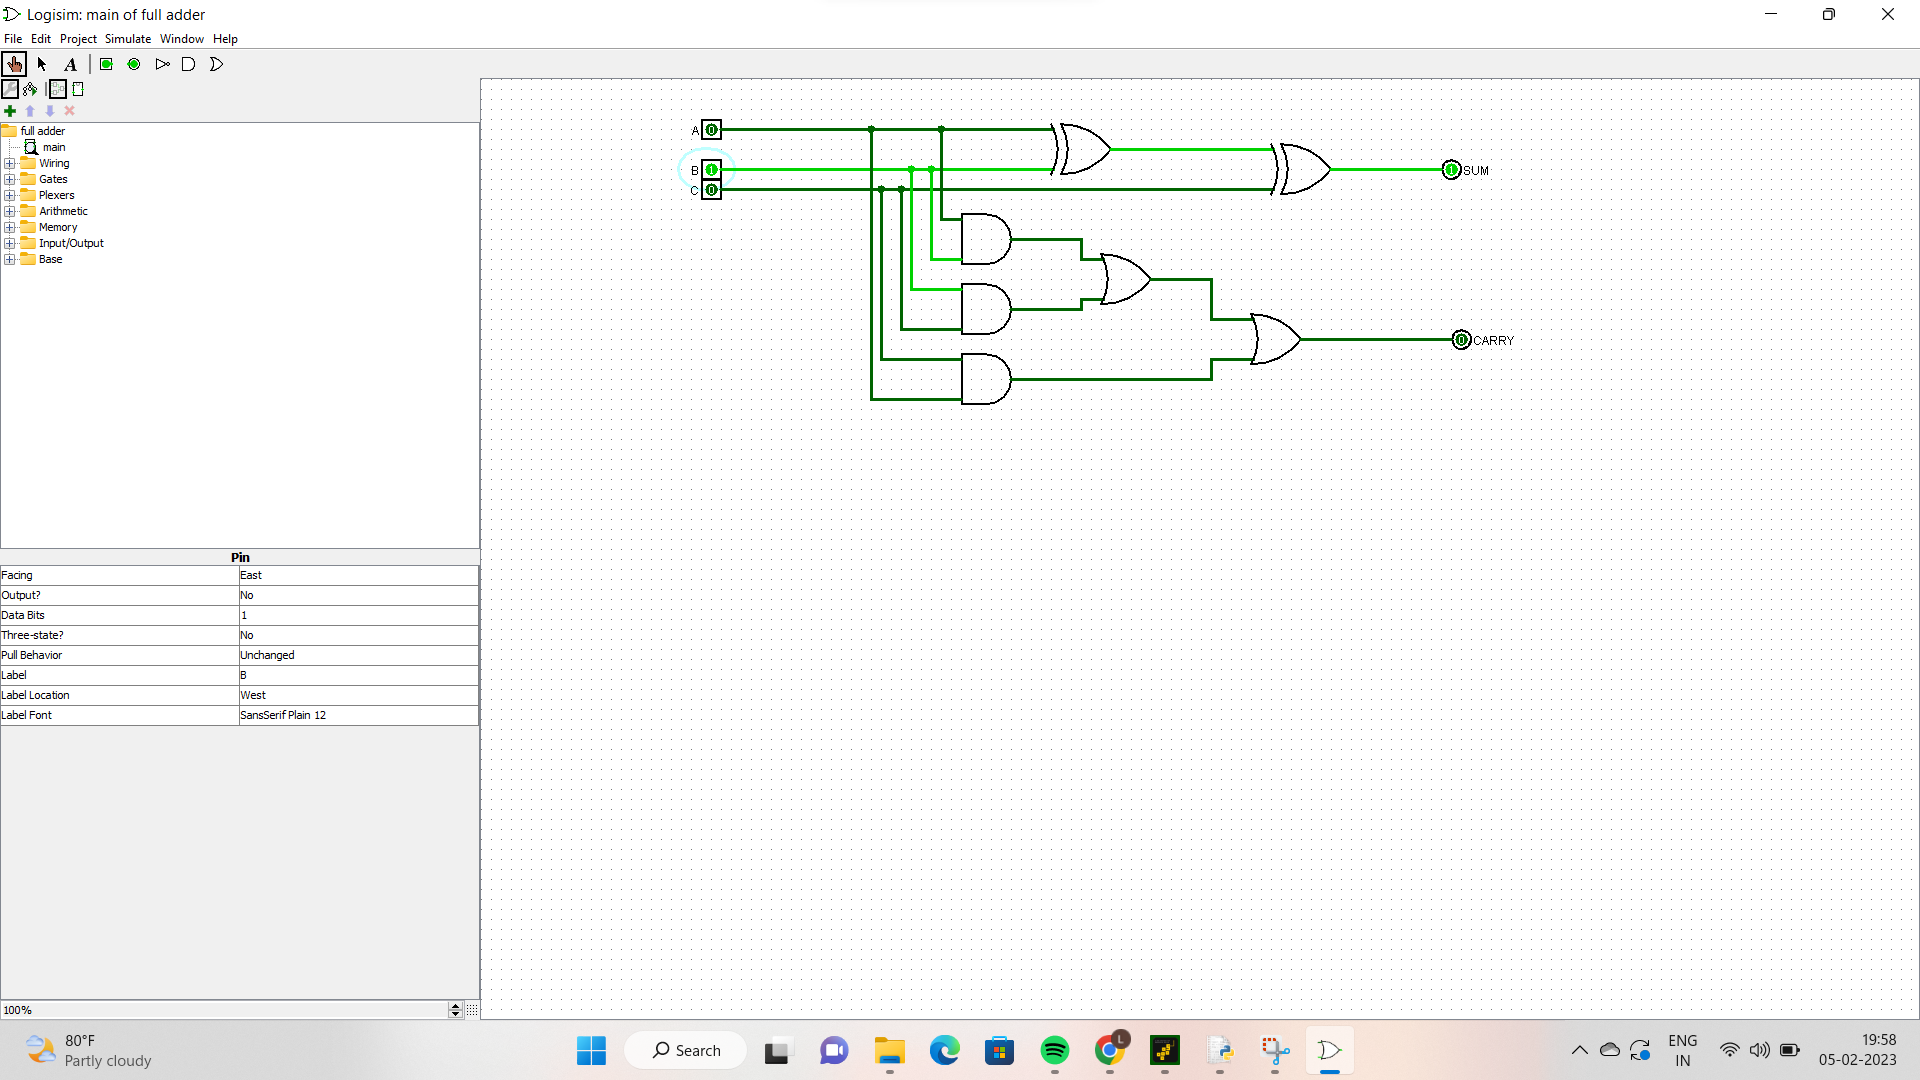 Logisim: main of full adder
File Edit Project Simulate Window Help
A
full adder
main
Wiring
Gates
Plexers
Arithmetic
Memory
Input/Output
Base
A 0
B 1
C 0
1 SUM
0 CARRY
Pin
Facing East
Output? No
Data Bits 1
Three-state? No
Pull Behavior Unchanged
Label B
Label Location West
Label Font SansSerif Plain 12
100%
80°F
Partly cloudy
Search
L
ENG
IN
19:58
05-02-2023